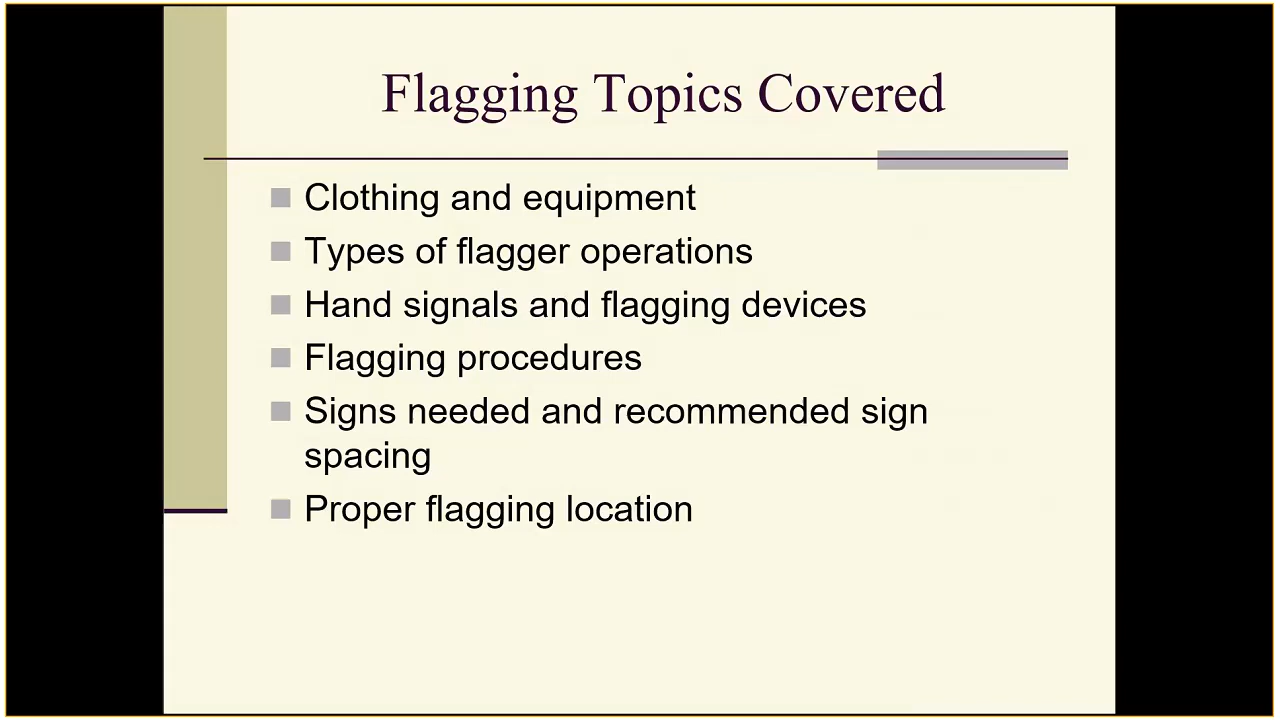 Flagging Topics Covered
Clothing and equipment
Types of flagger operations
Hand signals and flagging devices
Flagging procedures
Signs needed and recommended sign
spacing
Proper flagging location